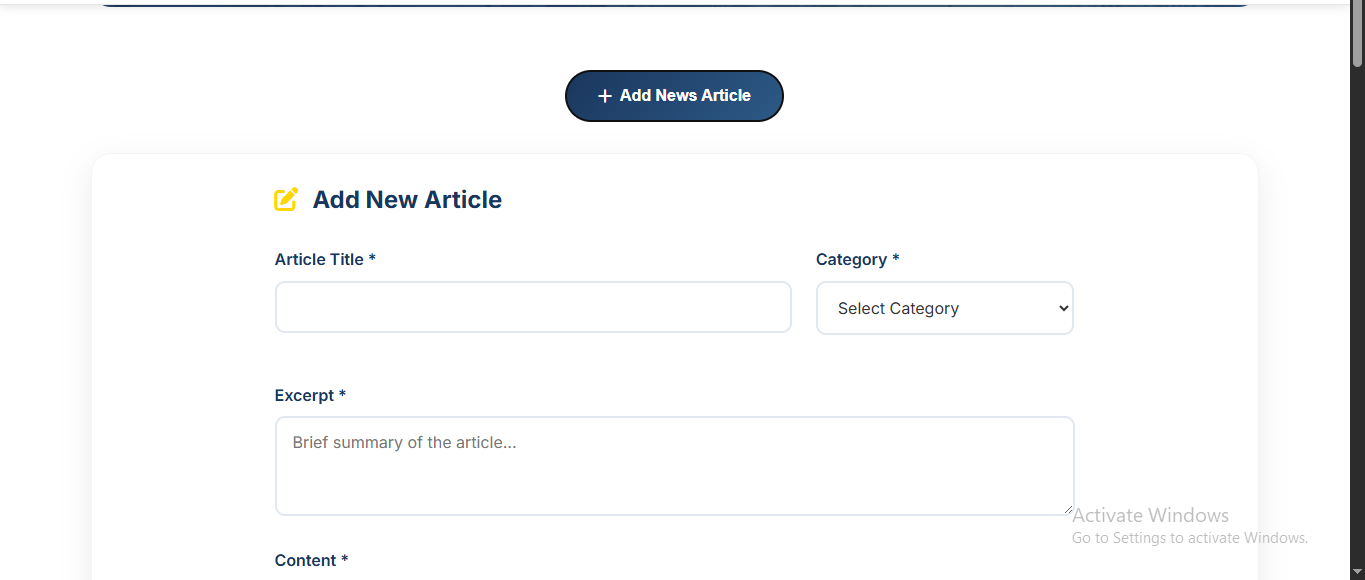 + Add News Article
Add New Article
Article Title *
Category *
Select Category
Excerpt *
Brief summary of the article...
Activate Windows
Go to Settings to activate Windows.
Content *